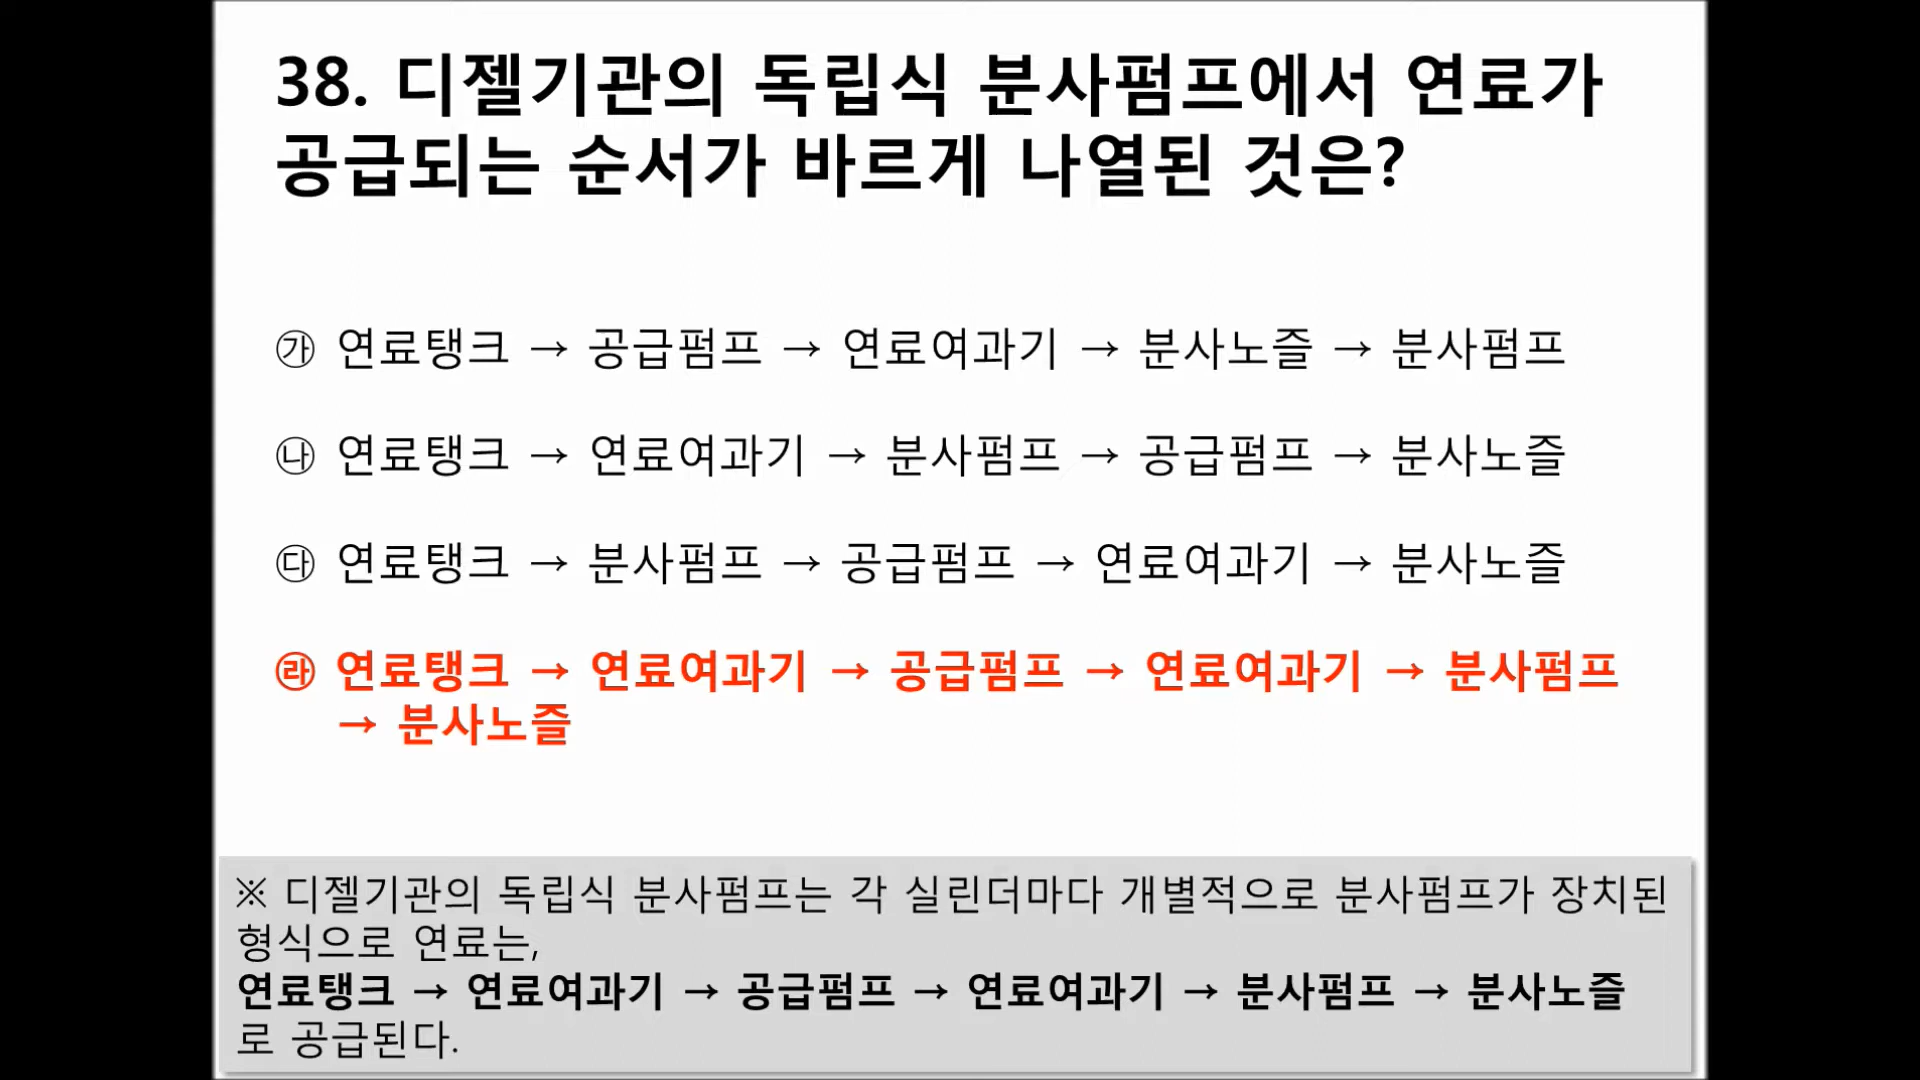 38. 디젤기관의 독립식 분사펌프에서 연료가
공급되는 순서가 바르게 나열된 것은?
㉮ 연료탱크 → 공급펌프 → 연료여과기 → 분사노즐 → 분사펌프
㉯ 연료탱크 → 연료여과기 → 분사펌프 → 공급펌프 → 분사노즐
㉰ 연료탱크 → 분사펌프 → 공급펌프 → 연료여과기 → 분사노즐
㉱ 연료탱크 → 연료여과기 → 공급펌프 → 연료여과기 → 분사펌프
→ 분사노즐
※ 디젤기관의 독립식 분사펌프는 각 실린더마다 개별적으로 분사펌프가 장치된
형식으로 연료는,
연료탱크 → 연료여과기 → 공급펌프 → 연료여과기 → 분사펌프 → 분사노즐
로 공급된다.